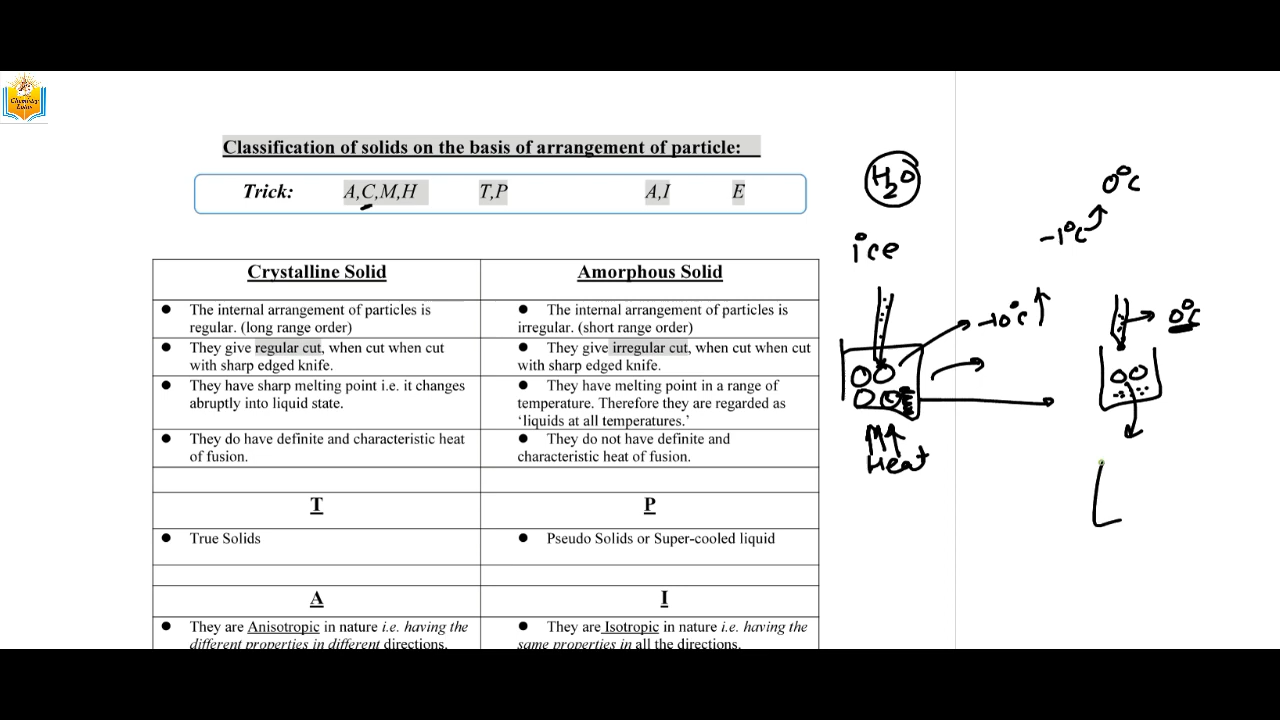 Chemistry
Classification of solids on the basis of arrangement of particle:
Trick: A,C,M,H T,P A,I E
Crystalline Solid
Amorphous Solid
● The internal arrangement of particles is
regular. (long range order)
● The internal arrangement of particles is
irregular. (short range order)
● They give regular cut, when cut when cut
with sharp edged knife.
● They give irregular cut, when cut when cut
with sharp edged knife.
● They have sharp melting point i.e. it changes
abruptly into liquid state.
● They have melting point in a range of
temperature. Therefore they are regarded as
‘liquids at all temperatures.’
● They do have definite and characteristic heat
of fusion.
● They do not have definite and
characteristic heat of fusion.
T
P
● True Solids
● Pseudo Solids or Super-cooled liquid
A
I
● They are Anisotropic in nature i.e. having the
different properties in different directions.
● They are Isotropic in nature i.e. having the
same properties in all the directions.
H2O
ice
-10°C ↑
Heat
0°C
-1°C
0°C